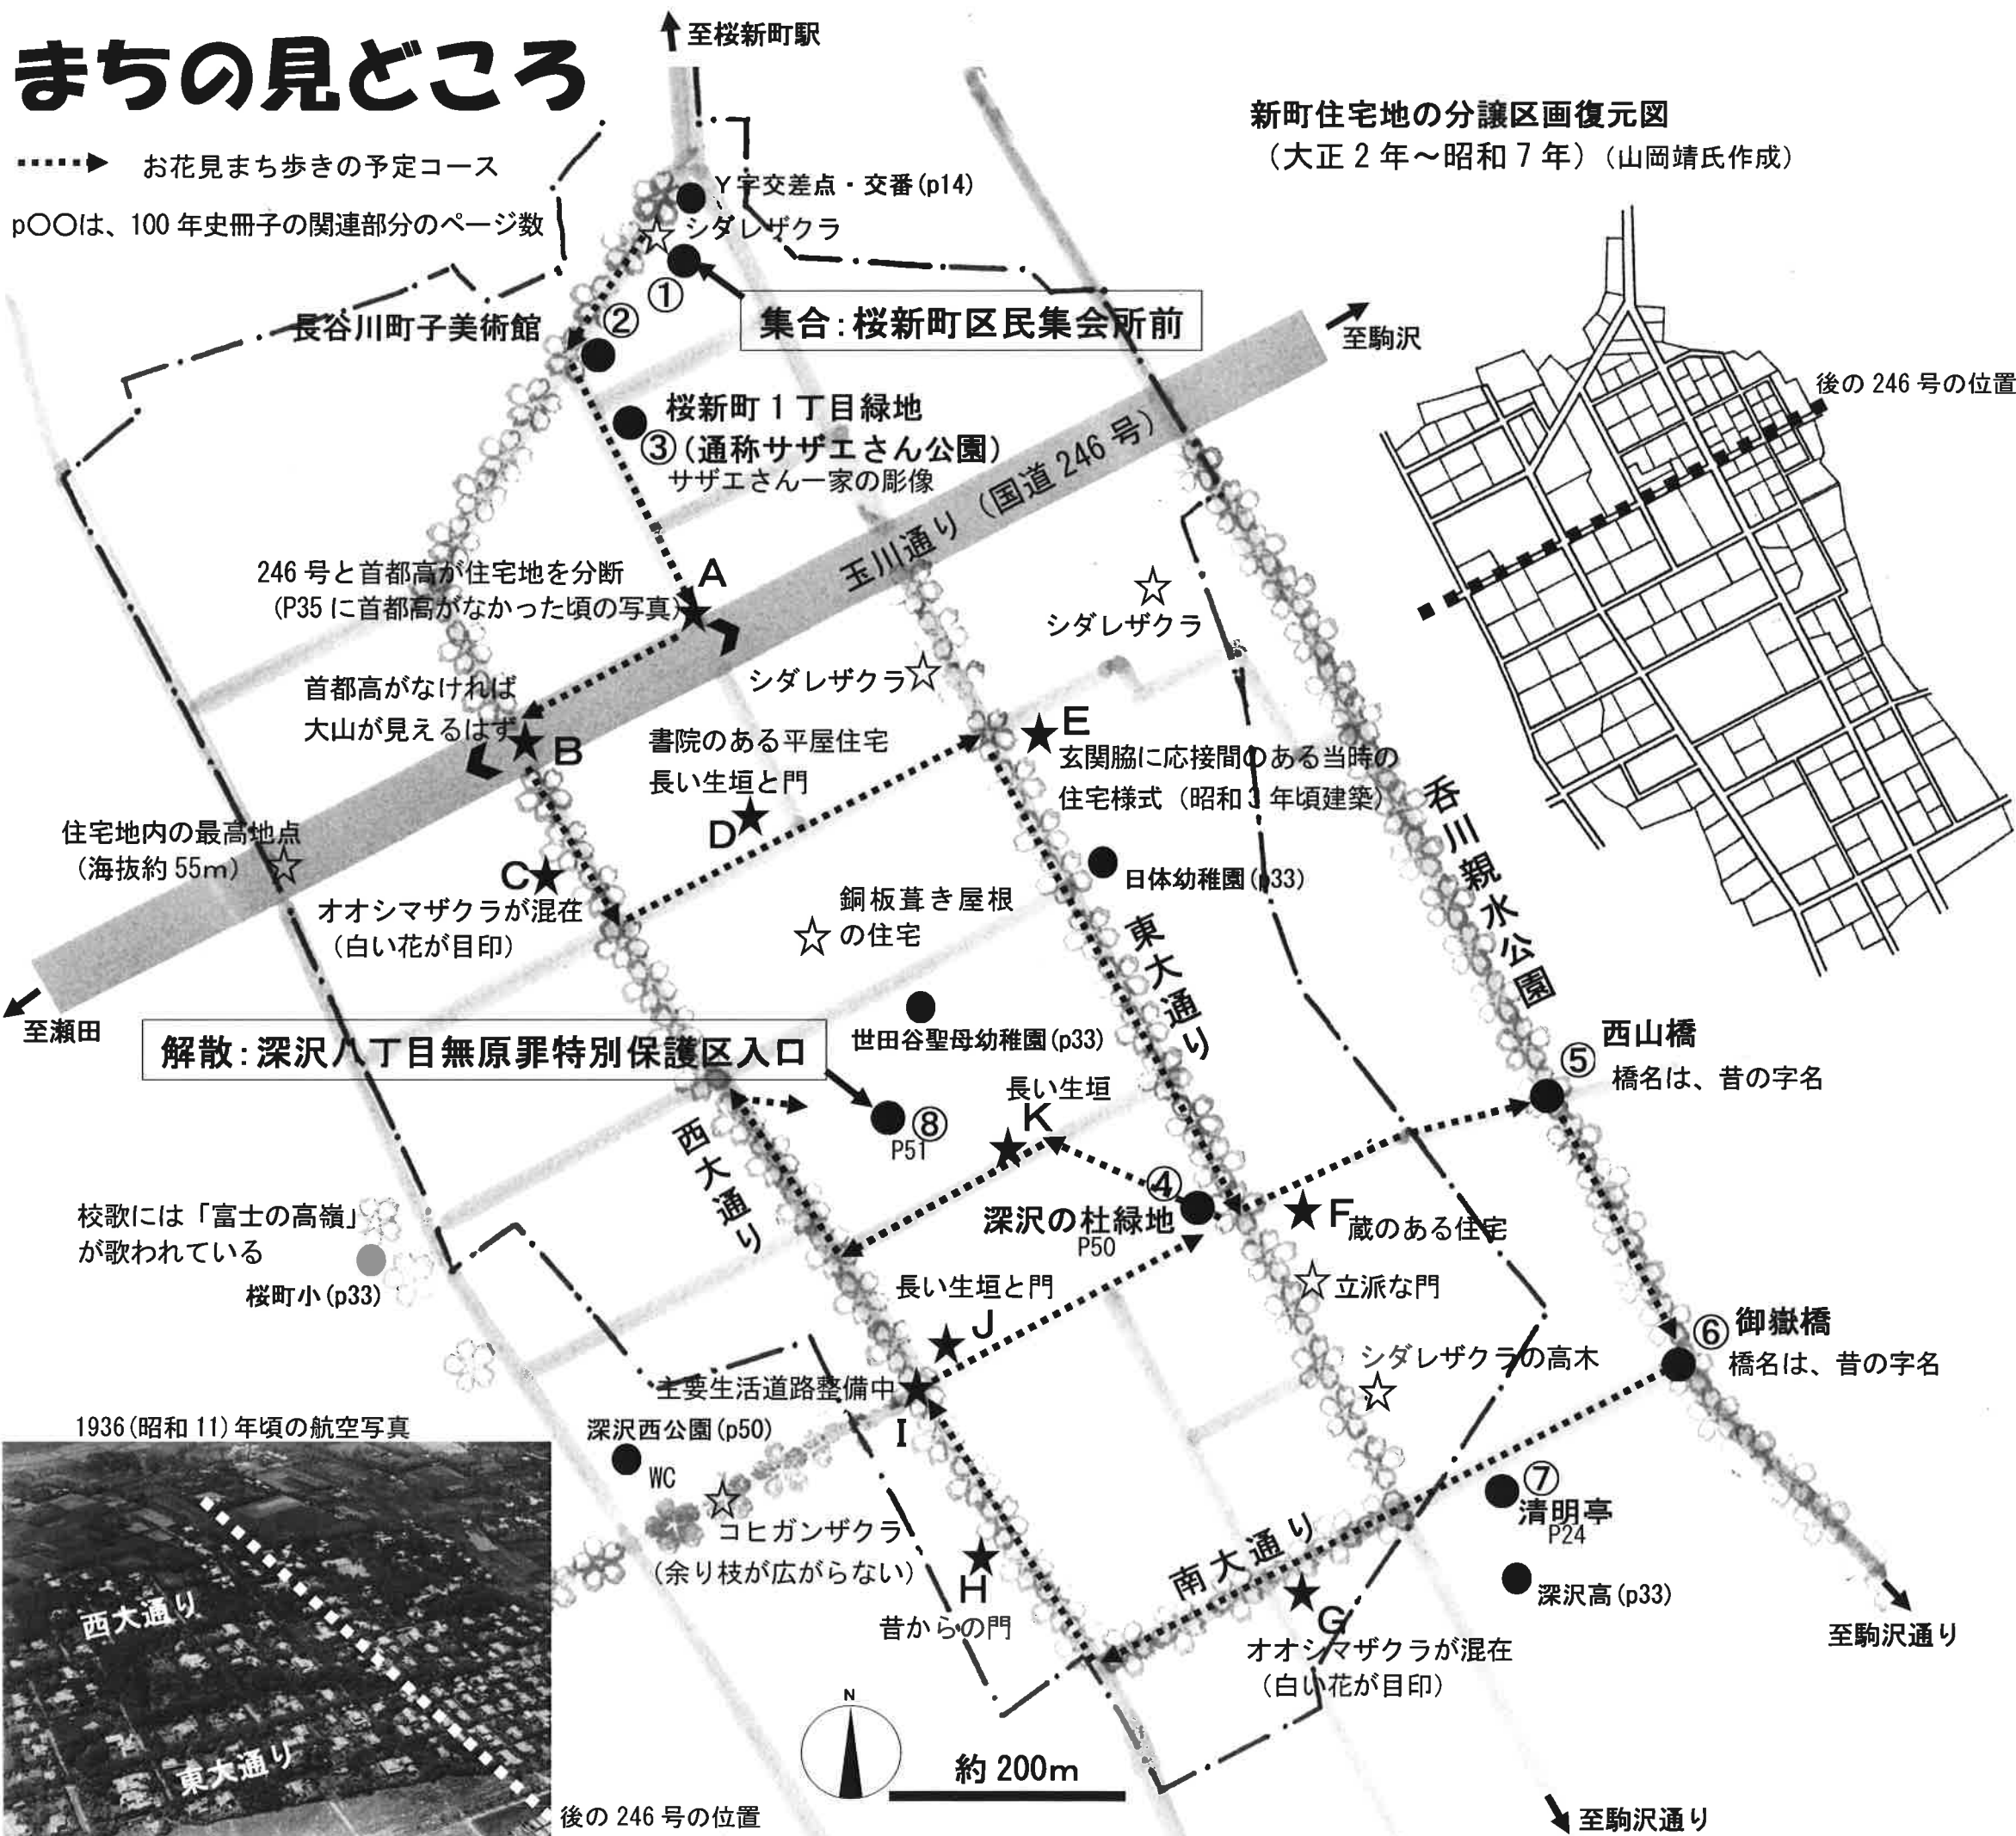 まちの見どころ
お花見まち歩きの予定コース
p〇〇は、100年史冊子の関連部分のページ数
至桜新町駅
新町住宅地の分譲区画復元図
（大正2年～昭和7年）（山岡靖氏作成）
後の246号の位置
Y字交差点・交番(p14)
シダレザクラ
①
集合:桜新町区民集会所前
②
長谷川町子美術館
至駒沢
桜新町1丁目緑地
③(通称サザエさん公園)
サザエさん一家の彫像
玉川通り（国道246号）
246号と首都高が住宅地を分断
（P35に首都高がなかった頃の写真）
A
シダレザクラ
シダレザクラ
首都高がなければ
大山が見えるはず
B
書院のある平屋住宅
長い生垣と門
D
E
玄関脇に応接間のある当時の
住宅様式（昭和3年頃建築）
住宅地内の最高地点
（海抜約55m）
C
オオシマザクラが混在
（白い花が目印）
銅板葺き屋根
の住宅
日体幼稚園(p33)
呑川親水公園
東大通り
至瀬田
解散:深沢八丁目無原罪特別保護区入口
世田谷聖母幼稚園(p33)
⑧
P51
長い生垣
K
西大通り
⑤
西山橋
橋名は、昔の字名
④
深沢の杜緑地
P50
F
蔵のある住宅
立派な門
校歌には「富士の高嶺」
が歌われている
桜町小(p33)
長い生垣と門
J
⑥
御嶽橋
橋名は、昔の字名
シダレザクラの高木
主要生活道路整備中
I
深沢西公園(p50)
WC
コヒガンザクラ
（余り枝が広がらない）
H
昔からの門
南大通り
⑦
清明亭
P24
深沢高(p33)
G
オオシマザクラが混在
（白い花が目印）
至駒沢通り
1936(昭和11)年頃の航空写真
西大通り
東大通り
後の246号の位置
N
約200m
至駒沢通り